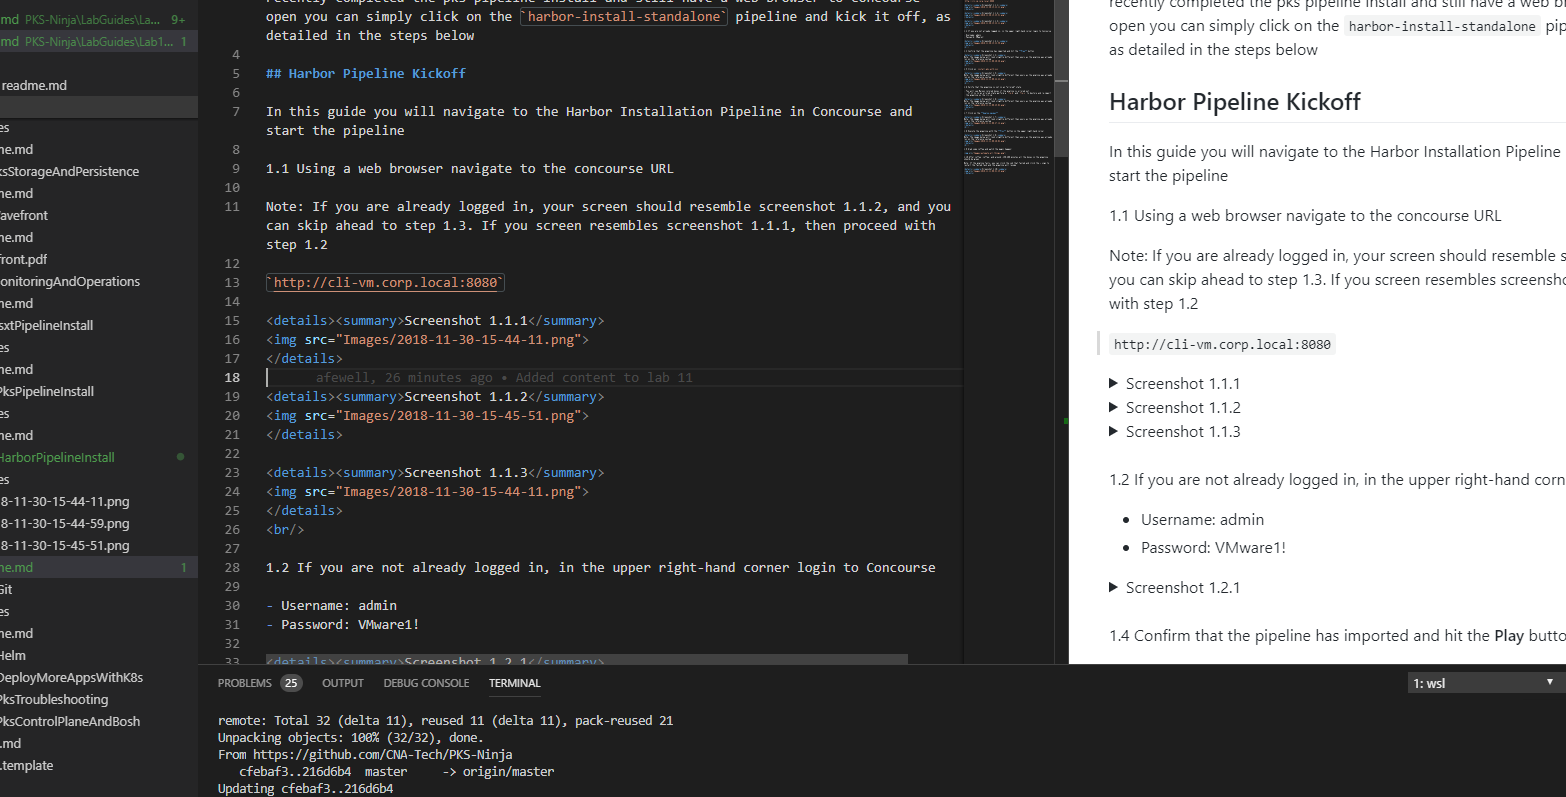 md PKS-Ninja\LabGuides\La... 9+
md PKS-Ninja\LabGuides\Lab1... 1
readme.md
es
ne.md
ksStorageAndPersistence
ne.md
avefront
ne.md
ront.pdf
onitoringAndOperations
ne.md
sxtPipelineInstall
es
ne.md
PksPipelineInstall
es
ne.md
HarborPipelineInstall
es
8-11-30-15-44-11.png
8-11-30-15-44-59.png
8-11-30-15-45-51.png
ne.md 1
Git
es
ne.md
Helm
DeployMoreAppsWithK8s
PksTroubleshooting
PksControlPlaneAndBosh
.md
.template
recently completed the pks pipeline install and still have a web browser to concourse
open you can simply click on the `harbor-install-standalone` pipeline and kick it off, as
detailed in the steps below
4
5 ## Harbor Pipeline Kickoff
6
7 In this guide you will navigate to the Harbor Installation Pipeline in Concourse and
start the pipeline
8
9 1.1 Using a web browser navigate to the concourse URL
10
11 Note: If you are already logged in, your screen should resemble screenshot 1.1.2, and you
can skip ahead to step 1.3. If you screen resembles screenshot 1.1.1, then proceed with
step 1.2
12
13 `http://cli-vm.corp.local:8080`
14
15 <details><summary>Screenshot 1.1.1</summary>
16 <img src="Images/2018-11-30-15-44-11.png">
17 </details>
18 afewell, 26 minutes ago • Added content to lab 11
19 <details><summary>Screenshot 1.1.2</summary>
20 <img src="Images/2018-11-30-15-45-51.png">
21 </details>
22
23 <details><summary>Screenshot 1.1.3</summary>
24 <img src="Images/2018-11-30-15-44-11.png">
25 </details>
26 <br/>
27
28 1.2 If you are not already logged in, in the upper right-hand corner login to Concourse
29
30 - Username: admin
31 - Password: VMware1!
32
33 <details><summary>Screenshot 1.2.1</summary>
recently completed the pks pipeline install and still have a web br
open you can simply click on the harbor-install-standalone pip
as detailed in the steps below
Harbor Pipeline Kickoff
In this guide you will navigate to the Harbor Installation Pipeline
start the pipeline
1.1 Using a web browser navigate to the concourse URL
Note: If you are already logged in, your screen should resemble s
you can skip ahead to step 1.3. If you screen resembles screensho
with step 1.2
http://cli-vm.corp.local:8080
Screenshot 1.1.1
Screenshot 1.1.2
Screenshot 1.1.3
1.2 If you are not already logged in, in the upper right-hand corn
Username: admin
Password: VMware1!
Screenshot 1.2.1
1.4 Confirm that the pipeline has imported and hit the Play butto
PROBLEMS 25 OUTPUT DEBUG CONSOLE TERMINAL 1: wsl
remote: Total 32 (delta 11), reused 11 (delta 11), pack-reused 21
Unpacking objects: 100% (32/32), done.
From https://github.com/CNA-Tech/PKS-Ninja
cfebaf3..216d6b4 master -> origin/master
Updating cfebaf3..216d6b4